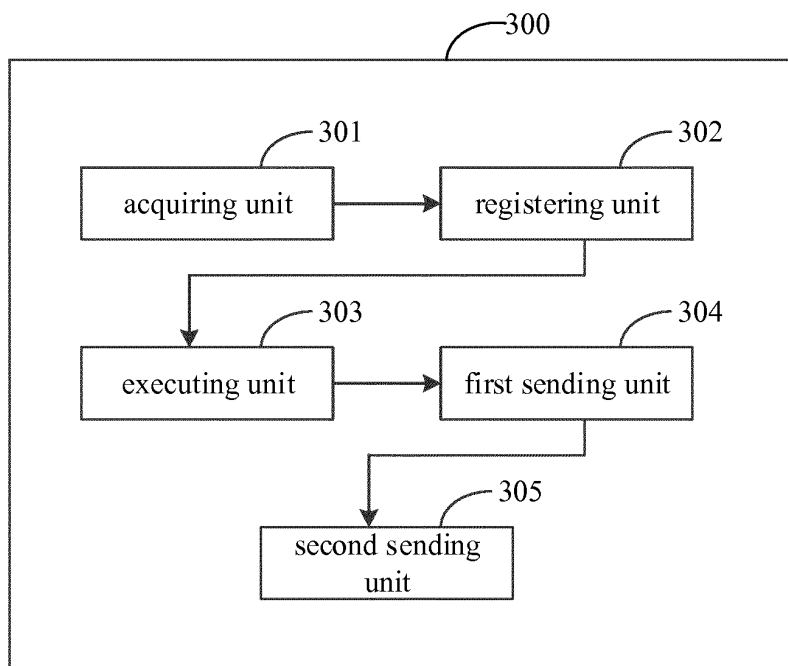 300
301
302
acquiring unit
registering unit
303
304
executing unit
first sending unit
305
second sending
unit